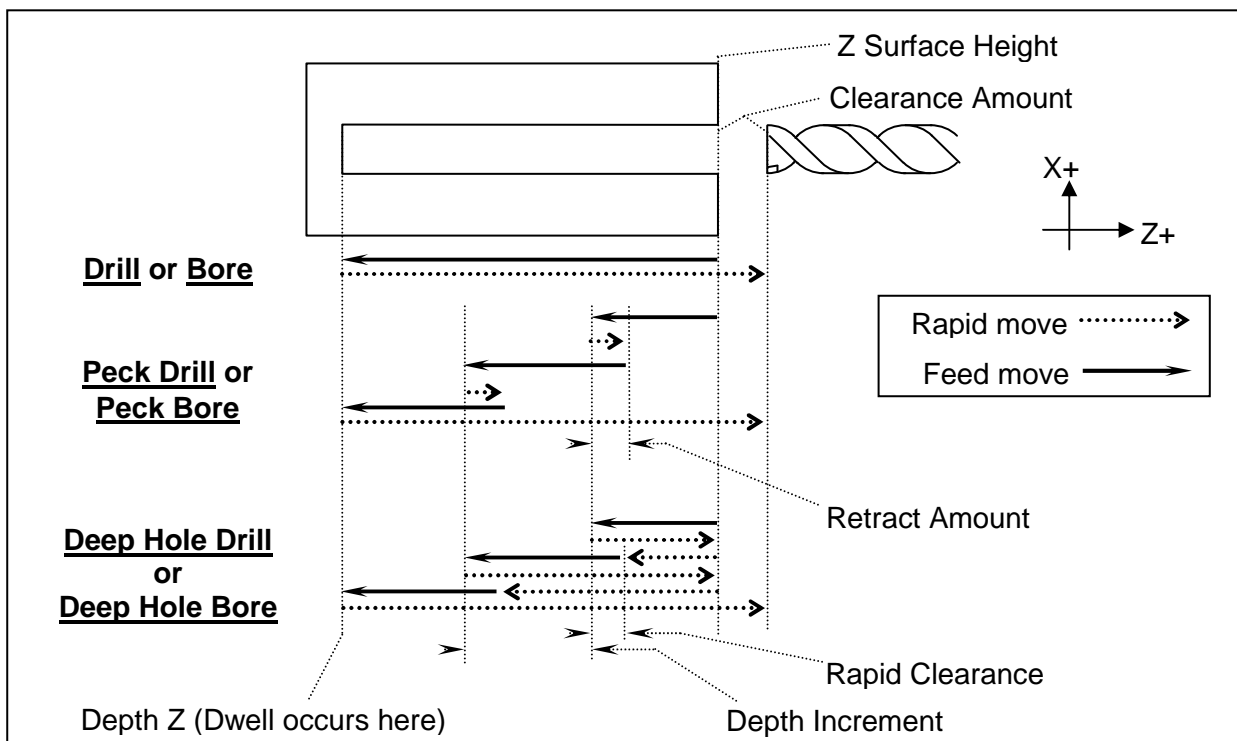 Z Surface Height
Clearance Amount
X+
Z+
Drill or Bore
Rapid move
Feed move
Peck Drill or
Peck Bore
Retract Amount
Deep Hole Drill
or
Deep Hole Bore
Rapid Clearance
Depth Z (Dwell occurs here)
Depth Increment